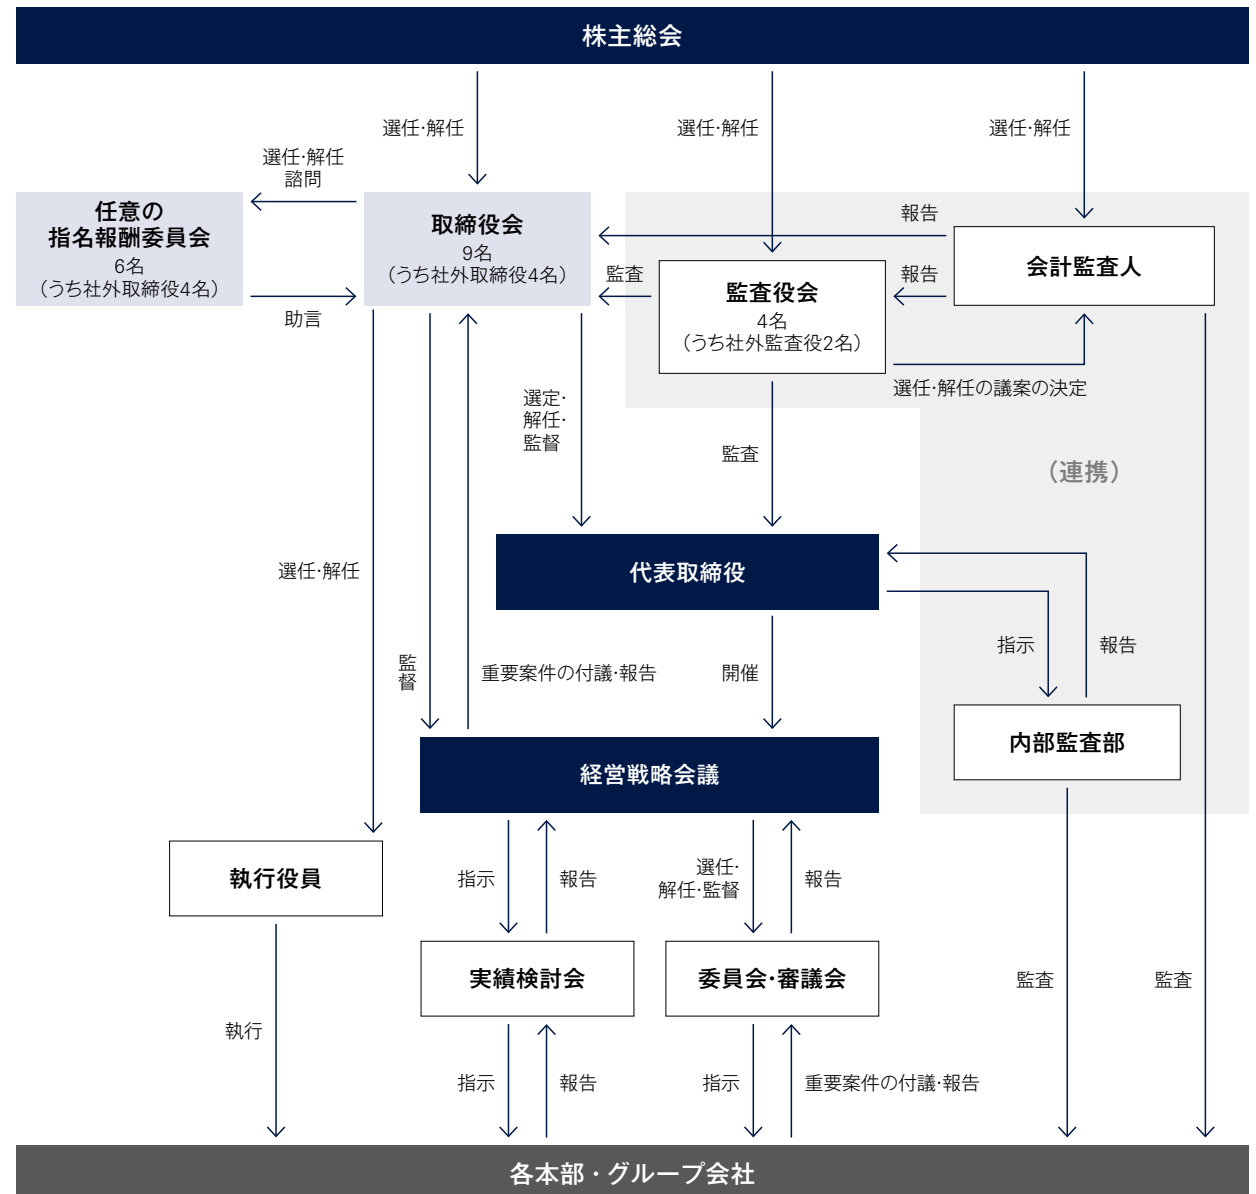 株主総会
選任･解任
選任･解任
選任･解任
選任･解任
諮問
任意の
指名報酬委員会
6名
（うち社外取締役4名）
助言
取締役会
9名
（うち社外取締役4名）
報告
監査
報告
会計監査人
監査役会
4名
（うち社外監査役2名）
選任･解任の議案の決定
選定･
解任･
監督
監査
（連携）
代表取締役
選任･解任
監
督
重要案件の付議･報告
開催
指示
報告
内部監査部
経営戦略会議
執行役員
指示
報告
選任･
解任･監督
報告
実績検討会
委員会･審議会
監査
監査
執行
指示
報告
指示
重要案件の付議･報告
各本部・グループ会社